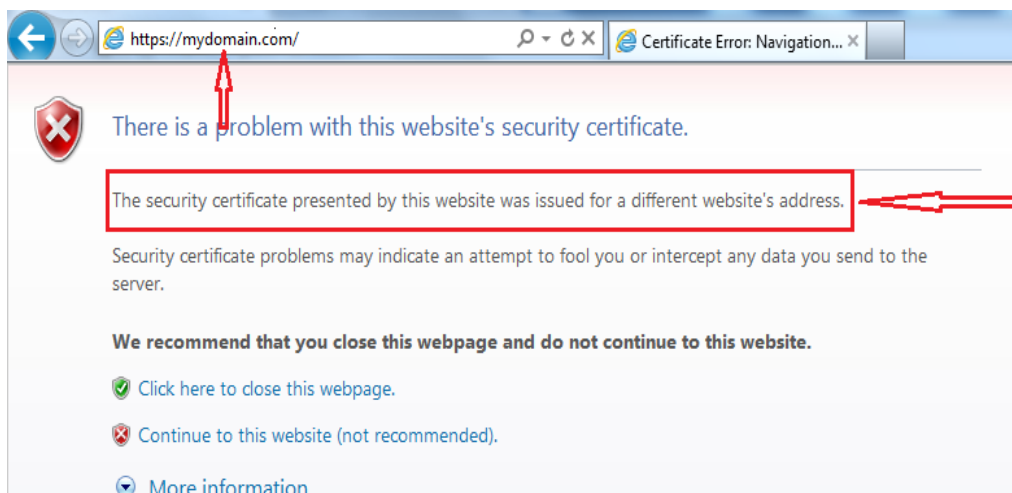 https://mydomain.com/
Certificate Error: Navigation...
There is a problem with this website's security certificate.
The security certificate presented by this website was issued for a different website's address.
Security certificate problems may indicate an attempt to fool you or intercept any data you send to the
server.
We recommend that you close this webpage and do not continue to this website.
Click here to close this webpage.
Continue to this website (not recommended).
More information